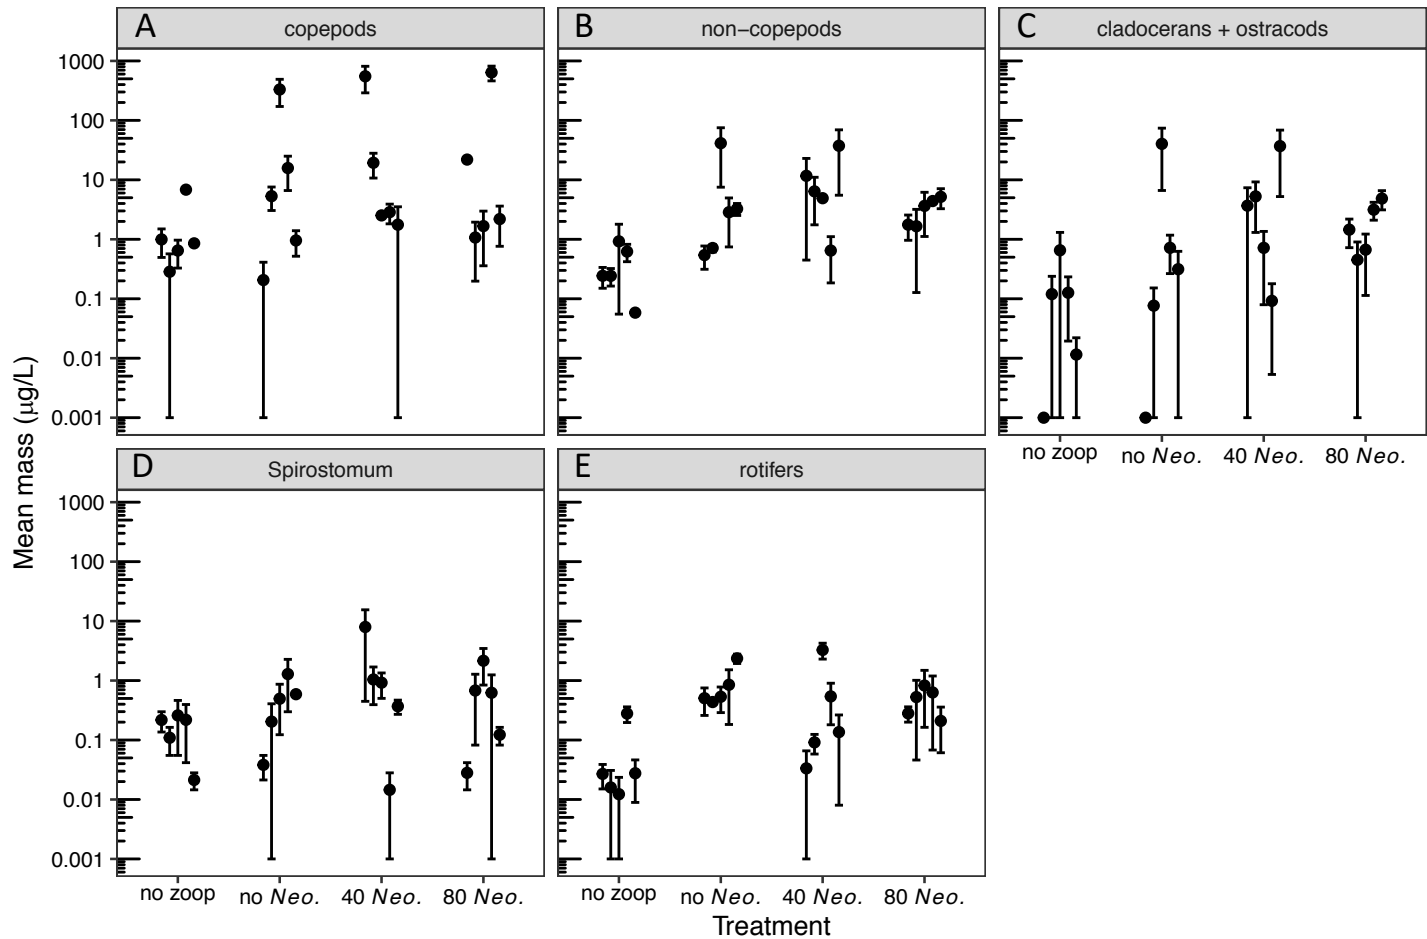 A copepods
B non−copepods
C cladocerans + ostracods
Mean mass (μg/L)
1000
100
10
1
0.1
0.01
0.001
no zoop no Neo. 40 Neo. 80 Neo.
D Spirostomum
E rotifers
1000
100
10
1
0.1
0.01
0.001
no zoop no Neo. 40 Neo. 80 Neo.
no zoop no Neo. 40 Neo. 80 Neo.
Treatment